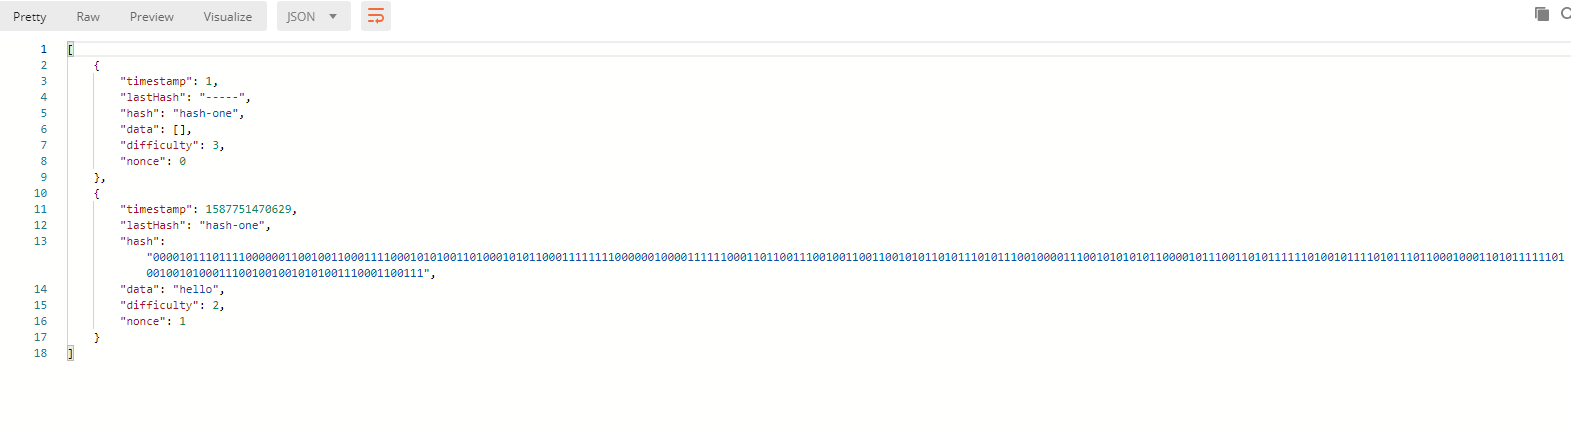 Pretty Raw Preview Visualize JSON
1 [
2 {
3 "timestamp": 1,
4 "lastHash": "-----",
5 "hash": "hash-one",
6 "data": [],
7 "difficulty": 3,
8 "nonce": 0
9 },
10 {
11 "timestamp": 1587751470629,
12 "lastHash": "hash-one",
13 "hash":
14 "data": "hello",
15 "difficulty": 2,
16 "nonce": 1
17 }
18 ]